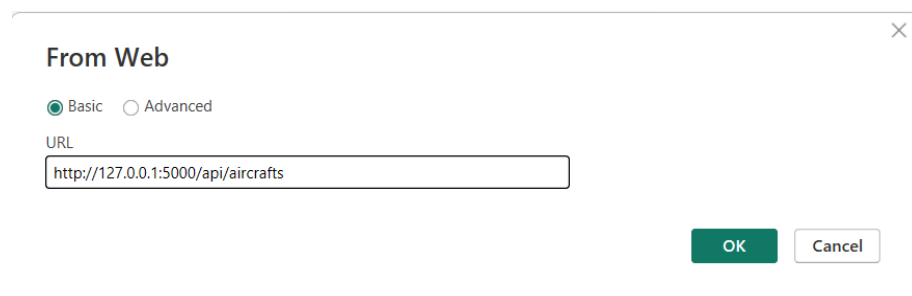 From Web
Basic Advanced
URL
http://127.0.0.1:5000/api/aircrafts
OK Cancel